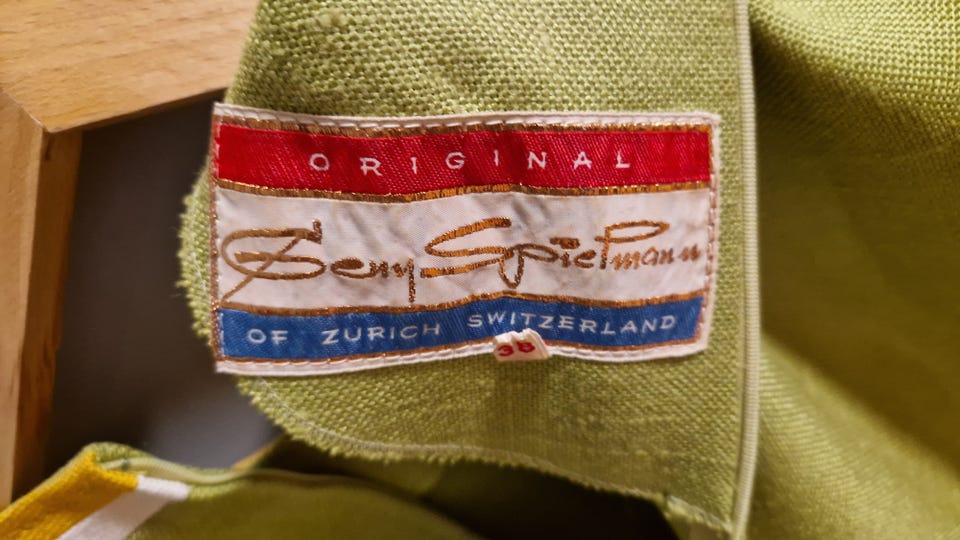 ORIGINAL
Geny Spielmann
OF ZURICH SWITZERLAND
38